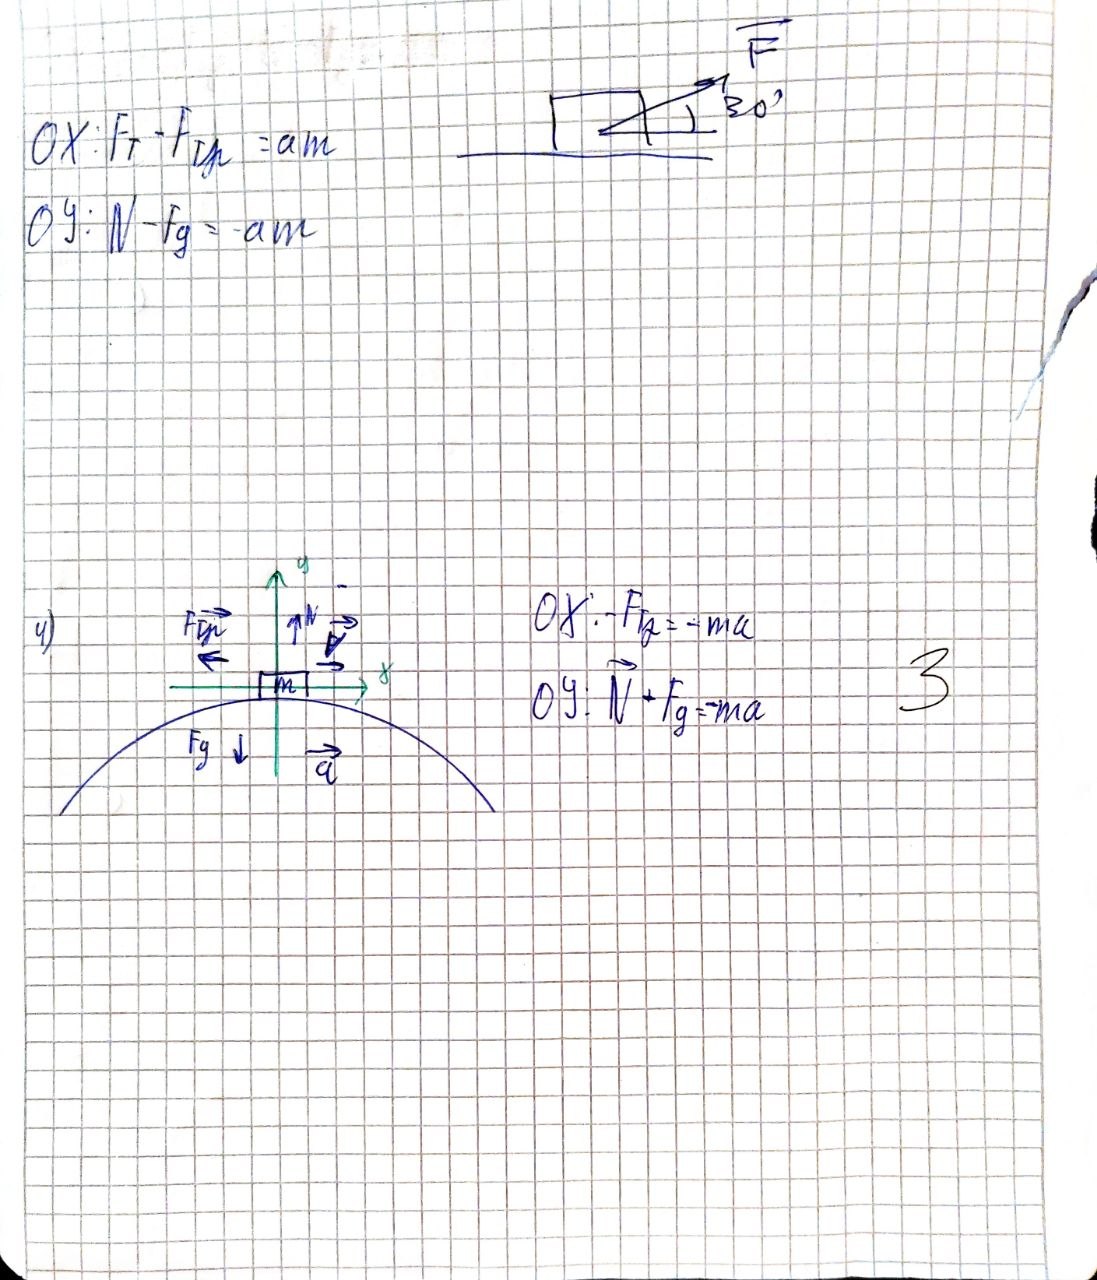 F
30°
OX: Fт - Fтр = am
OY: N - Fg = -am
y
4)
Fтр
N
V
x
m
Fg
a
OX: -Fтр = -ma
OY: N + Fg = -ma
3